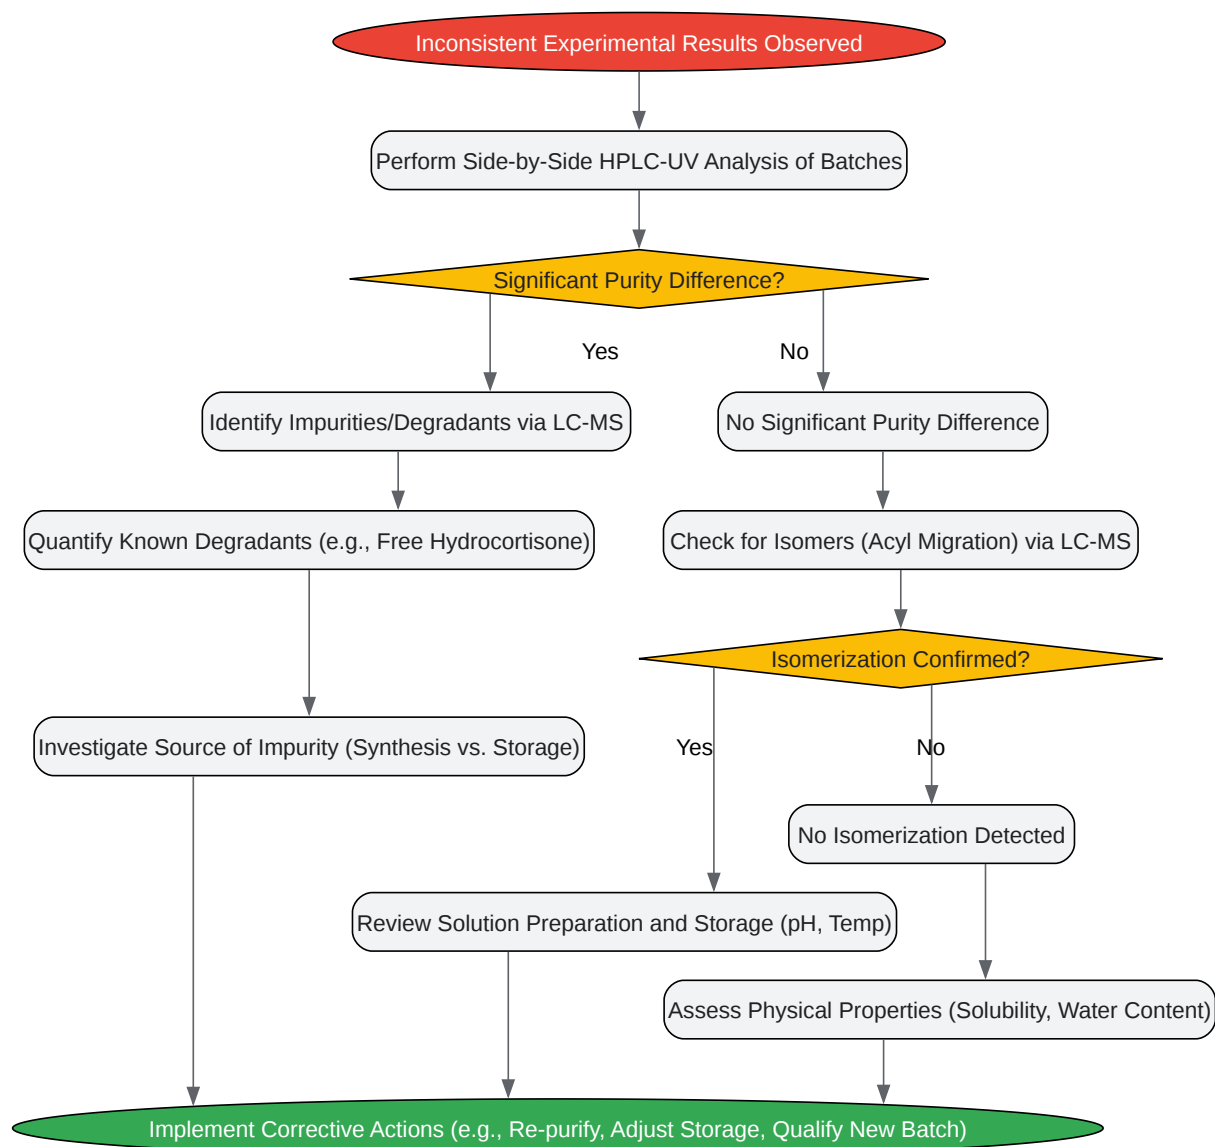 Inconsistent Experimental Results Observed
Perform Side-by-Side HPLC-UV Analysis of Batches
Significant Purity Difference?
Yes
No
Identify Impurities/Degradants via LC-MS
No Significant Purity Difference
Quantify Known Degradants (e.g., Free Hydrocortisone)
Check for Isomers (Acyl Migration) via LC-MS
Isomerization Confirmed?
Investigate Source of Impurity (Synthesis vs. Storage)
Yes
No
No Isomerization Detected
Review Solution Preparation and Storage (pH, Temp)
Assess Physical Properties (Solubility, Water Content)
Implement Corrective Actions (e.g., Re-purify, Adjust Storage, Qualify New Batch)